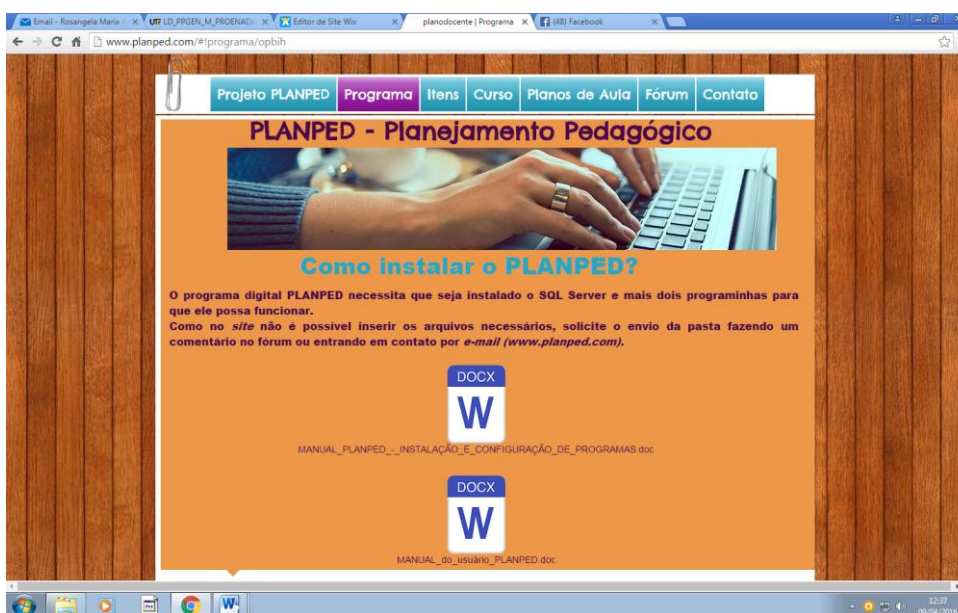 Email - Rosangela Maria
LD_PPGEN_M_PROENAD
Editor de Site Wix
planodocente | Programa
(48) Facebook
www.planped.com/#!programa/opbih
Projeto PLANPED Programa Itens Curso Planos de Aula Fórum Contato
PLANPED - Planejamento Pedagógico
Como instalar o PLANPED?
O programa digital PLANPED necessita que seja instalado o SQL Server e mais dois programinhas para
que ele possa funcionar.
Como no site não é possível inserir os arquivos necessários, solicite o envio da pasta fazendo um
comentário no fórum ou entrando em contato por e-mail (www.planped.com).
DOCX
W
MANUAL_PLANPED_-_INSTALAÇÃO_E_CONFIGURAÇÃO_DE_PROGRAMAS.doc
DOCX
W
MANUAL_do_usuário_PLANPED.doc
12:37
09/04/2016